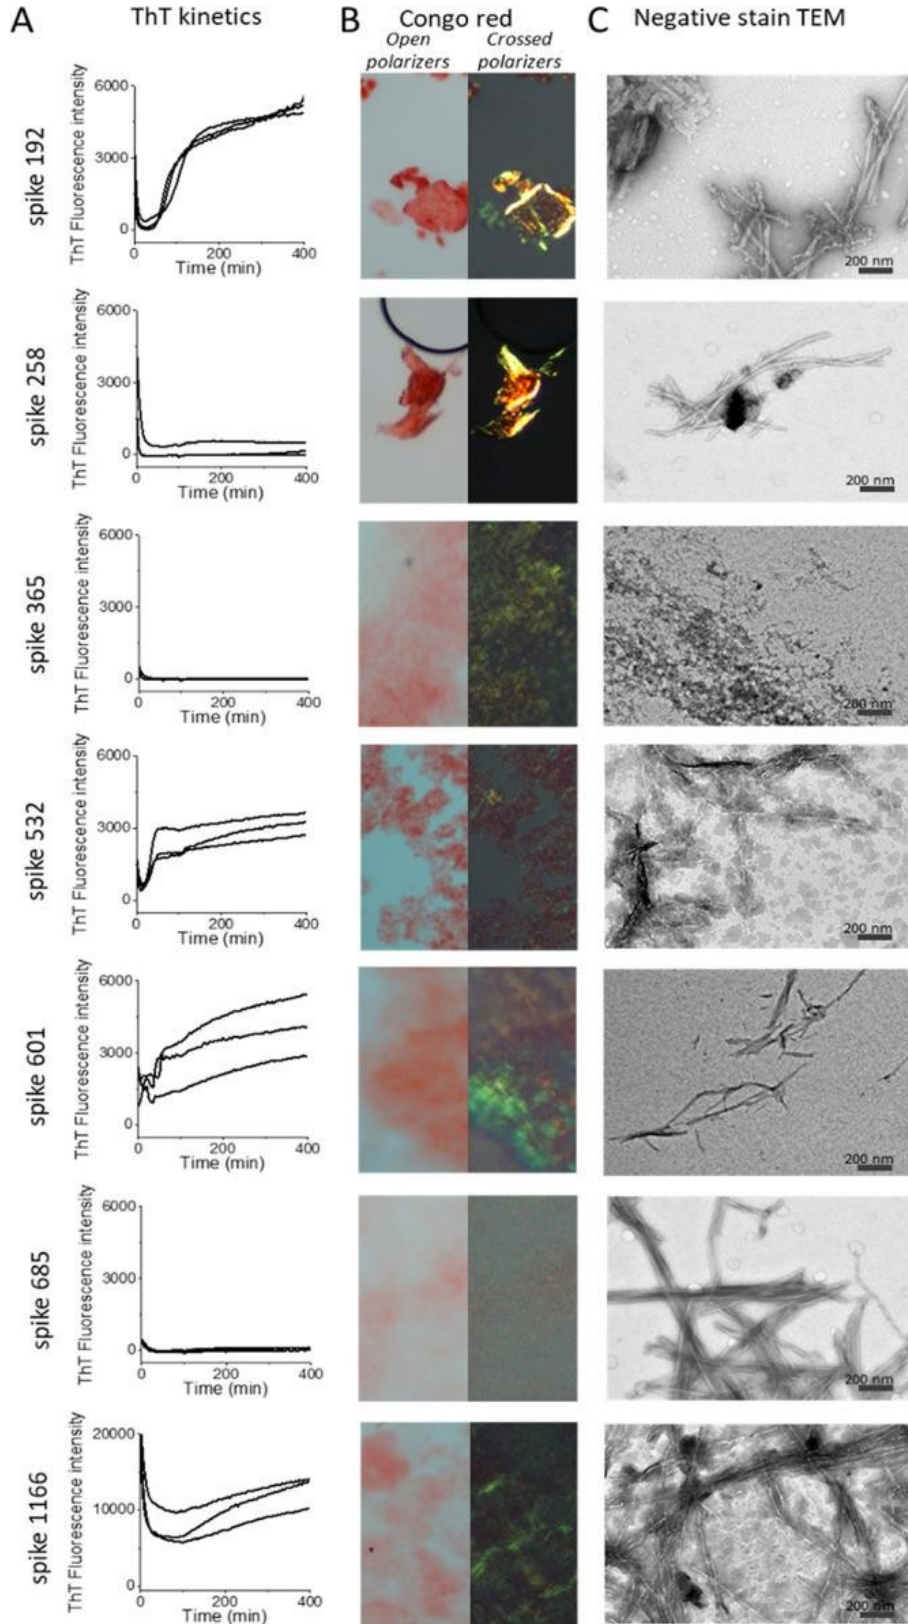 A ThT kinetics B Congo red C Negative stain TEM
Open polarizers Crossed polarizers
spike 192
ThT Fluorescence intensity
6000
3000
0
200 400
Time (min)
200 nm
spike 258
ThT Fluorescence intensity
6000
3000
0
0 200 400
Time (min)
200 nm
spike 365
ThT Fluorescence intensity
6000
3000
0
0 200 400
Time (min)
200 nm
spike 532
ThT Fluorescence intensity
6000
3000
0
0 200 400
Time (min)
200 nm
spike 601
ThT Fluorescence intensity
6000
3000
0
0 200 400
Time (min)
200 nm
spike 685
ThT Fluorescence intensity
6000
3000
0
0 200 400
Time (min)
200 nm
spike 1166
ThT Fluorescence intensity
20000
10000
0
0 200 400
Time (min)
200 nm